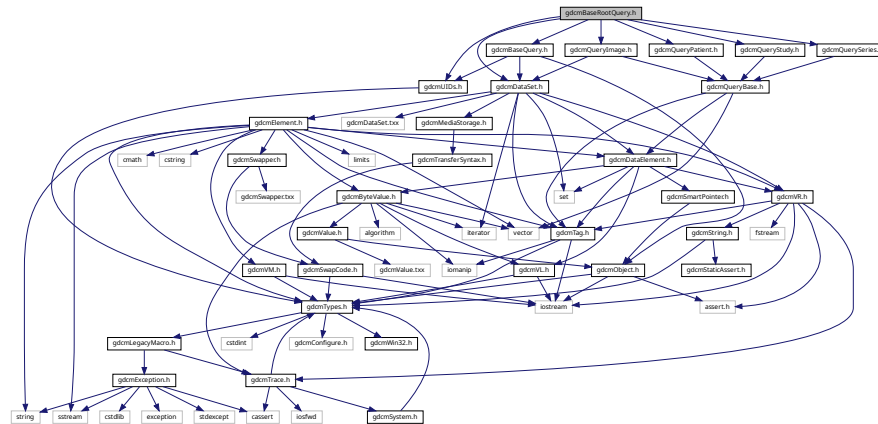 gdcmBaseRootQuery.h
gdcmBaseQuery.h
gdcmQueryImage.h
gdcmQueryPatient.h
gdcmQueryStudy.h
gdcmQuerySeries.
gdcmUIDs.h
gdcmDataSet.h
gdcmQueryBase.h
gdcmElement.h
gdcmDataSet.txx
gdcmMediaStorage.h
cmath
cstring
gdcmSwapper.h
limits
gdcmTransferSyntax.h
gdcmDataElement.h
gdcmSwapper.txx
gdcmByteValue.h
set
gdcmSmartPointer.h
gdcmVR.h
gdcmValue.h
algorithm
iterator
vector
gdcmTag.h
gdcmString.h
fstream
gdcmVM.h
gdcmSwapCode.h
gdcmValue.txx
iomanip
gdcmVL.h
gdcmObject.h
gdcmStaticAssert.h
gdcmTypes.h
iostream
assert.h
gdcmLegacyMacro.h
cstdint
gdcmConfigure.h
gdcmWin32.h
gdcmException.h
gdcmTrace.h
string
sstream
cstdlib
exception
stdexcept
cassert
iosfwd
gdcmSystem.h